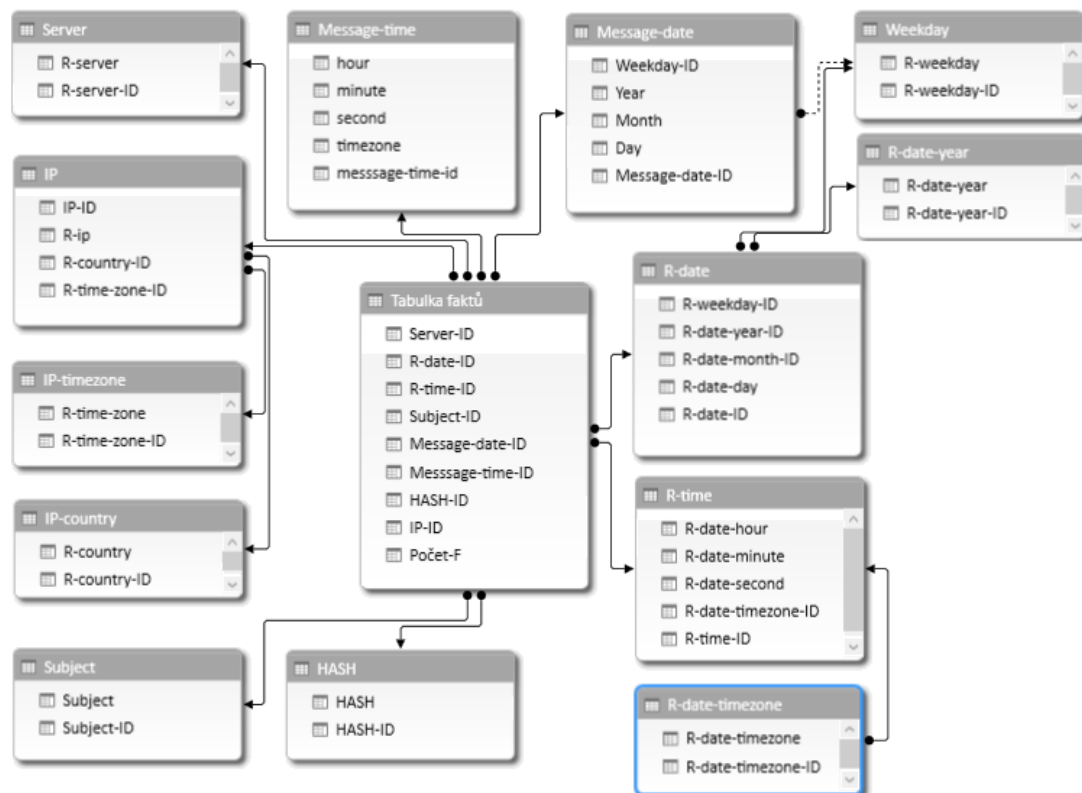 Server
R-server
R-server-ID
Message-time
hour
minute
second
timezone
messsage-time-id
Message-date
Weekday-ID
Year
Month
Day
Message-date-ID
Weekday
R-weekday
R-weekday-ID
R-date-year
R-date-year
R-date-year-ID
IP
IP-ID
R-ip
R-country-ID
R-time-zone-ID
Tabulka faktů
Server-ID
R-date-ID
R-time-ID
Subject-ID
Message-date-ID
Messsage-time-ID
HASH-ID
IP-ID
Počet-F
R-date
R-weekday-ID
R-date-year-ID
R-date-month-ID
R-date-day
R-date-ID
IP-timezone
R-time-zone
R-time-zone-ID
IP-country
R-country
R-country-ID
R-time
R-date-hour
R-date-minute
R-date-second
R-date-timezone-ID
R-time-ID
Subject
Subject
Subject-ID
HASH
HASH
HASH-ID
R-date-timezone
R-date-timezone
R-date-timezone-ID